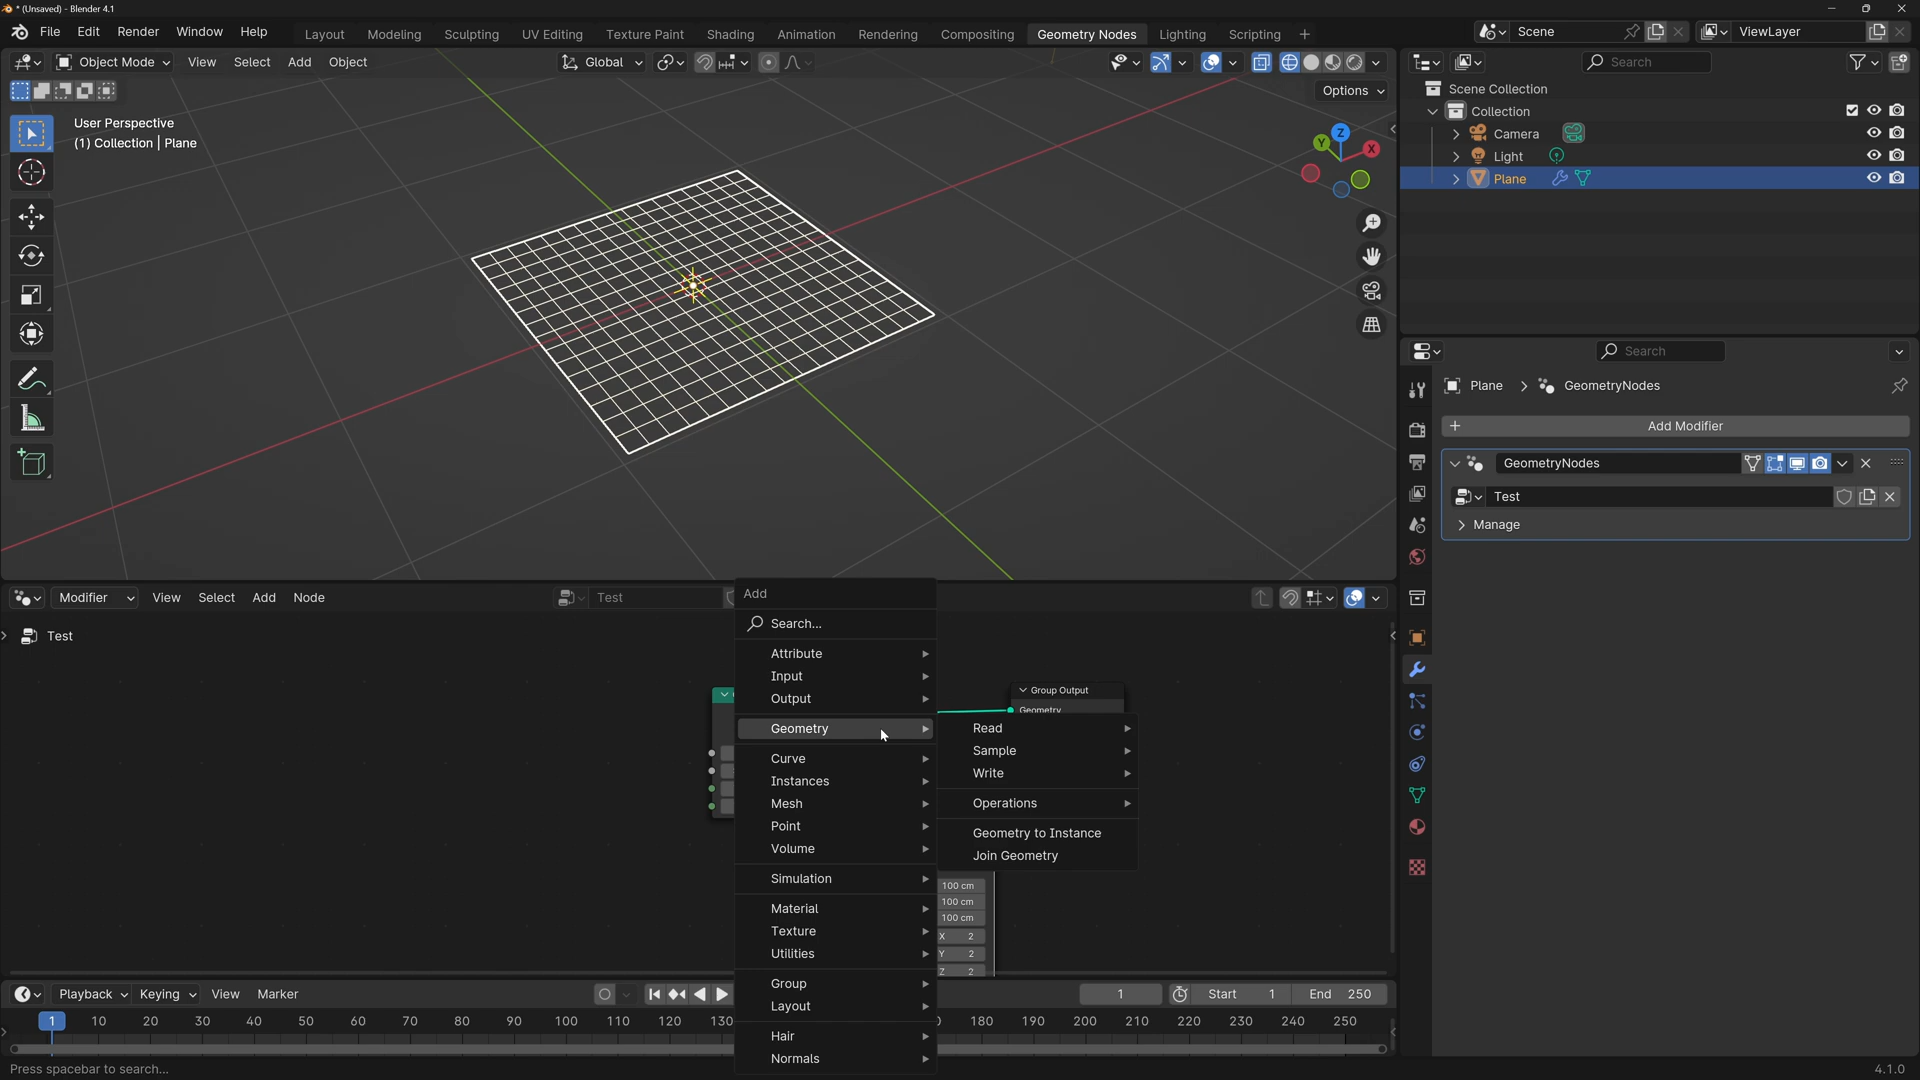 * (Unsaved) - Blender 4.1
File Edit Render Window Help
Layout Modeling Sculpting UV Editing Texture Paint Shading Animation Rendering Compositing Geometry Nodes Lighting Scripting +
Scene
ViewLayer
Object Mode View Select Add Object
Global
Search
Options
User Perspective
(1) Collection | Plane
Z
Y
X
Scene Collection
Collection
Camera
Light
Plane
Search
Plane > GeometryNodes
+ Add Modifier
GeometryNodes
Test
Manage
Modifier View Select Add Node
Test
Test
Add
Search...
Attribute
Input
Output
Geometry
Curve
Instances
Mesh
Point
Volume
Simulation
Material
Texture
Utilities
Group
Layout
Hair
Normals
Group Output
Geometry
Read
Sample
Write
Operations
Geometry to Instance
Join Geometry
100 cm
100 cm
100 cm
X 2
Y 2
Z 2
Playback Keying View Marker
1
Start 1
End 250
1 10 20 30 40 50 60 70 80 90 100 110 120 130 180 190 200 210 220 230 240 250
Press spacebar to search...
4.1.0